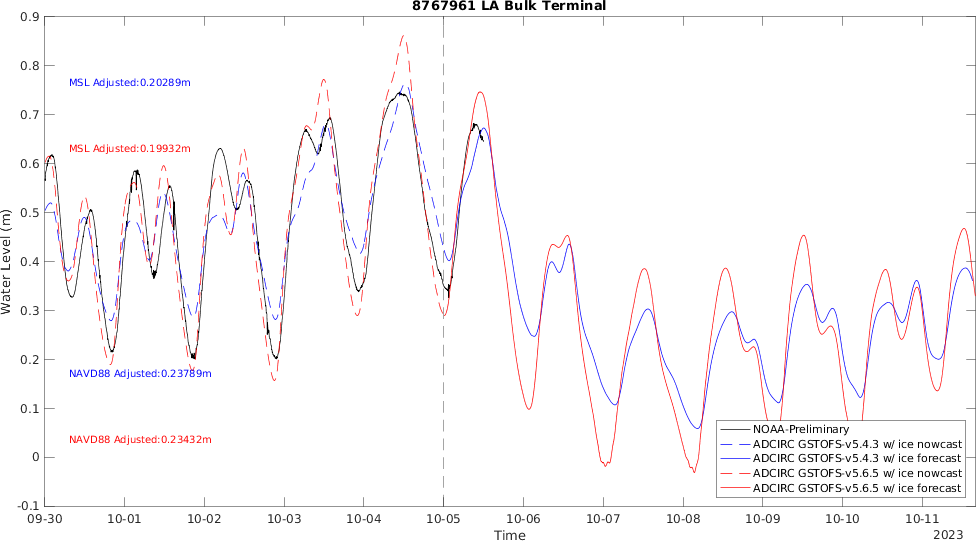 8767961 LA Bulk Terminal
Water Level (m)
0.9
0.8
0.7
0.6
0.5
0.4
0.3
0.2
0.1
0
-0.1
MSL Adjusted:0.20289m
MSL Adjusted:0.19932m
NAVD88 Adjusted:0.23789m
NAVD88 Adjusted:0.23432m
NOAA-Preliminary
ADCIRC GSTOFS-v5.4.3 w/ ice nowcast
ADCIRC GSTOFS-v5.4.3 w/ ice forecast
ADCIRC GSTOFS-v5.6.5 w/ ice nowcast
ADCIRC GSTOFS-v5.6.5 w/ ice forecast
09-30 10-01 10-02 10-03 10-04 10-05 10-06 10-07 10-08 10-09 10-10 10-11
Time
2023